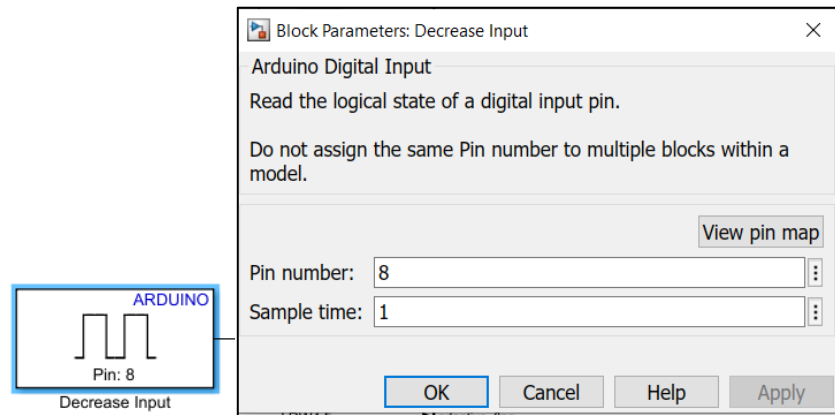 Block Parameters: Decrease Input
Arduino Digital Input
Read the logical state of a digital input pin.
Do not assign the same Pin number to multiple blocks within a
model.
View pin map
Pin number: 8
Sample time: 1
OK Cancel Help Apply
ARDUINO
Pin: 8
Decrease Input